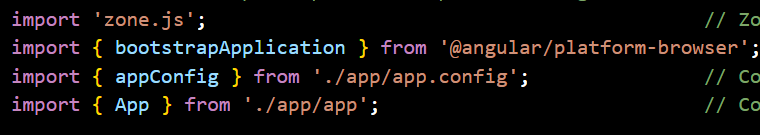 import 'zone.js'; // Zo
import { bootstrapApplication } from '@angular/platform-browser';
import { appConfig } from './app/app.config'; // Co
import { App } from './app/app'; // Co